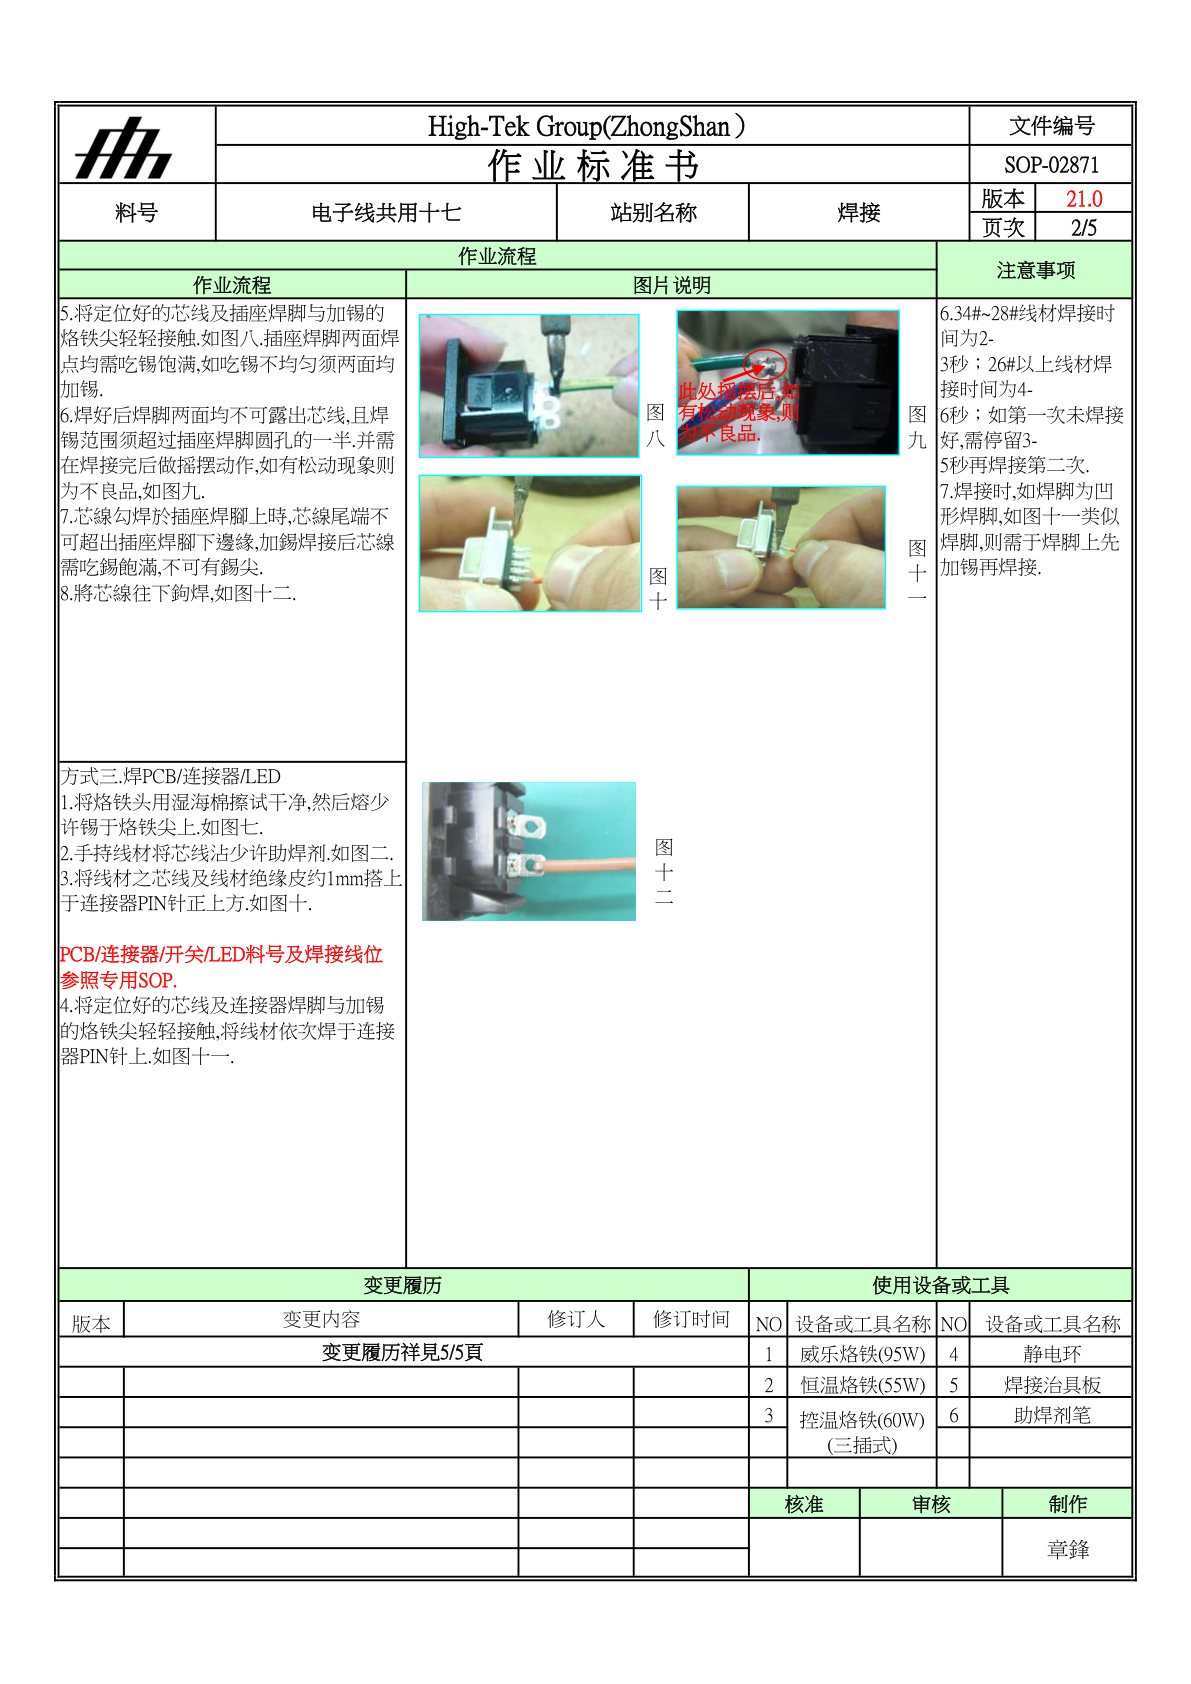 High-Tek Group(ZhongShan）
文件编号
作 业 标 准 书
SOP-02871
料号
电子线共用十七
站别名称
焊接
版本
21.0
页次
2/5
作业流程
注意事项
作业流程
图片说明
5.将定位好的芯线及插座焊脚与加锡的
烙铁尖轻轻接触.如图八.插座焊脚两面焊
点均需吃锡饱满,如吃锡不均匀须两面均
加锡.
6.焊好后焊脚两面均不可露出芯线,且焊
锡范围须超过插座焊脚圆孔的一半.并需
在焊接完后做摇摆动作,如有松动现象则
为不良品,如图九.
7.芯線勾焊於插座焊腳上時,芯線尾端不
可超出插座焊腳下邊緣,加錫焊接后芯線
需吃錫飽滿,不可有錫尖.
8.將芯線往下鉤焊,如图十二.
图八
此处摇摆后,如
有松动现象,则
为不良品.
图九
图十
图十一
6.34#~28#线材焊接时
间为2-
3秒；26#以上线材焊
接时间为4-
6秒；如第一次未焊接
好,需停留3-
5秒再焊接第二次.
7.焊接时,如焊脚为凹
形焊脚,如图十一类似
焊脚,则需于焊脚上先
加锡再焊接.
方式三.焊PCB/连接器/LED
1.将烙铁头用湿海棉擦试干净,然后熔少
许锡于烙铁尖上.如图七.
2.手持线材将芯线沾少许助焊剂.如图二.
3.将线材之芯线及线材绝缘皮约1mm搭上
于连接器PIN针正上方.如图十.
PCB/连接器/开关/LED料号及焊接线位
参照专用SOP.
4.将定位好的芯线及连接器焊脚与加锡
的烙铁尖轻轻接触,将线材依次焊于连接
器PIN针上.如图十一.
图十二
变更履历
使用设备或工具
版本
变更内容
修订人
修订时间
NO
设备或工具名称
NO
设备或工具名称
变更履历祥見5/5頁
1
威乐烙铁(95W)
4
静电环
2
恒温烙铁(55W)
5
焊接治具板
3
控温烙铁(60W)
(三插式)
6
助焊剂笔
核准
审核
制作
章鋒